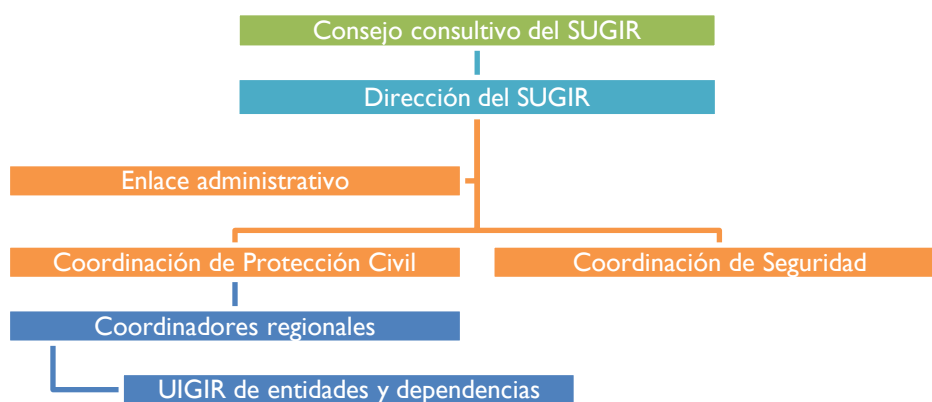 Consejo consultivo del SUGIR
Dirección del SUGIR
Enlace administrativo
Coordinación de Protección Civil
Coordinación de Seguridad
Coordinadores regionales
UIGIR de entidades y dependencias